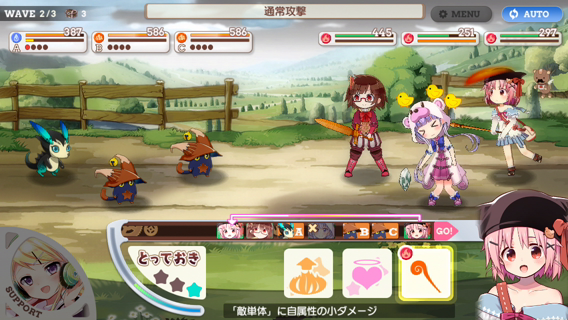 WAVE 2/3 3
通常攻撃
MENU
AUTO
387
A
586
B
586
C
445
251
297
A B C GO!
とっておき
SUPPORT
「敵単体」に自属性の小ダメージ